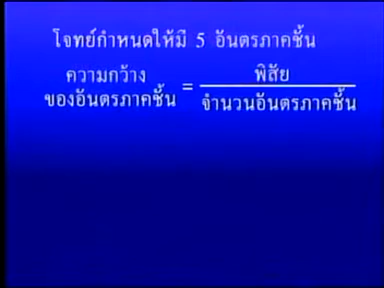 โจทย์กำหนดให้มี 5 อันตรภาคชั้น
ความกว้าง
ของอันตรภาคชั้น = พิสัย
จำนวนอันตรภาคชั้น